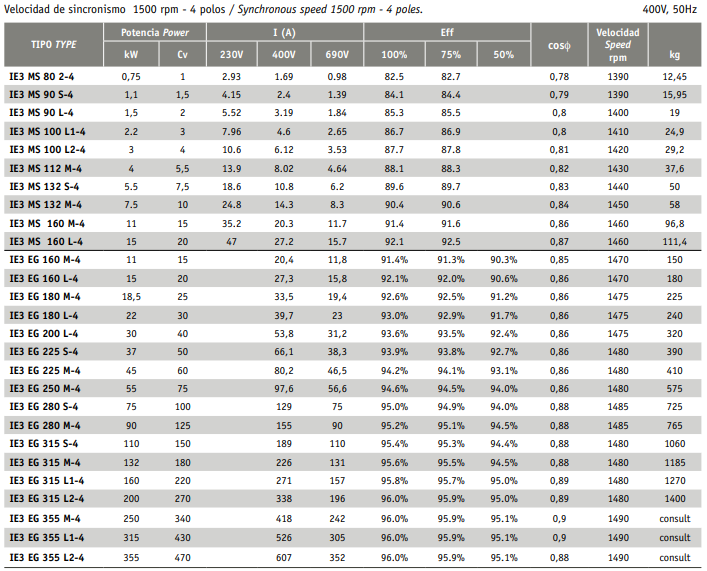 Velocidad de sincronismo 1500 rpm - 4 polos / Synchronous speed 1500 rpm - 4 poles. 400V, 50Hz
TIPO TYPE Potencia Power I (A) Eff cosϕ Velocidad Speed rpm kg
kW Cv 230V 400V 690V 100% 75% 50%
IE3 MS 80 2-4 0,75 1 2.93 1.69 0.98 82.5 82.7 0,78 1390 12,45
IE3 MS 90 S-4 1,1 1,5 4.15 2.4 1.39 84.1 84.4 0,79 1390 15,95
IE3 MS 90 L-4 1,5 2 5.52 3.19 1.84 85.3 85.5 0,8 1400 19
IE3 MS 100 L1-4 2.2 3 7.96 4.6 2.65 86.7 86.9 0,8 1410 24,9
IE3 MS 100 L2-4 3 4 10.6 6.12 3.53 87.7 87.8 0,81 1420 29,2
IE3 MS 112 M-4 4 5,5 13.9 8.02 4.64 88.1 88.3 0,82 1430 37,6
IE3 MS 132 S-4 5.5 7,5 18.6 10.8 6.2 89.6 89.7 0,83 1440 50
IE3 MS 132 M-4 7.5 10 24.8 14.3 8.3 90.4 90.6 0,84 1450 58
IE3 MS 160 M-4 11 15 35.2 20.3 11.7 91.4 91.6 0,86 1460 96,8
IE3 MS 160 L-4 15 20 47 27.2 15.7 92.1 92.5 0,87 1460 111,4
IE3 EG 160 M-4 11 15 20,4 11,8 91.4% 91.3% 90.3% 0,85 1470 150
IE3 EG 160 L-4 15 20 27,3 15,8 92.1% 92.0% 90.6% 0,86 1470 180
IE3 EG 180 M-4 18,5 25 33,5 19,4 92.6% 92.5% 91.2% 0,86 1475 225
IE3 EG 180 L-4 22 30 39,7 23 93.0% 92.9% 91.7% 0,86 1475 240
IE3 EG 200 L-4 30 40 53,8 31,2 93.6% 93.5% 92.4% 0,86 1475 320
IE3 EG 225 S-4 37 50 66,1 38,3 93.9% 93.8% 92.7% 0,86 1480 390
IE3 EG 225 M-4 45 60 80,2 46,5 94.2% 94.1% 93.1% 0,86 1480 410
IE3 EG 250 M-4 55 75 97,6 56,6 94.6% 94.5% 94.0% 0,86 1480 575
IE3 EG 280 S-4 75 100 129 75 95.0% 94.9% 94.0% 0,88 1485 725
IE3 EG 280 M-4 90 125 155 90 95.2% 95.1% 94.5% 0,88 1485 765
IE3 EG 315 S-4 110 150 189 110 95.4% 95.3% 94.4% 0,88 1480 1060
IE3 EG 315 M-4 132 180 226 131 95.6% 95.5% 94.5% 0,88 1480 1185
IE3 EG 315 L1-4 160 220 271 157 95.8% 95.7% 95.0% 0,89 1480 1270
IE3 EG 315 L2-4 200 270 338 196 96.0% 95.9% 95.0% 0,89 1480 1400
IE3 EG 355 M-4 250 340 418 242 96.0% 95.9% 95.1% 0,9 1490 consult
IE3 EG 355 L1-4 315 430 526 305 96.0% 95.9% 95.1% 0,9 1490 consult
IE3 EG 355 L2-4 355 470 607 352 96.0% 95.9% 95.1% 0,88 1490 consult